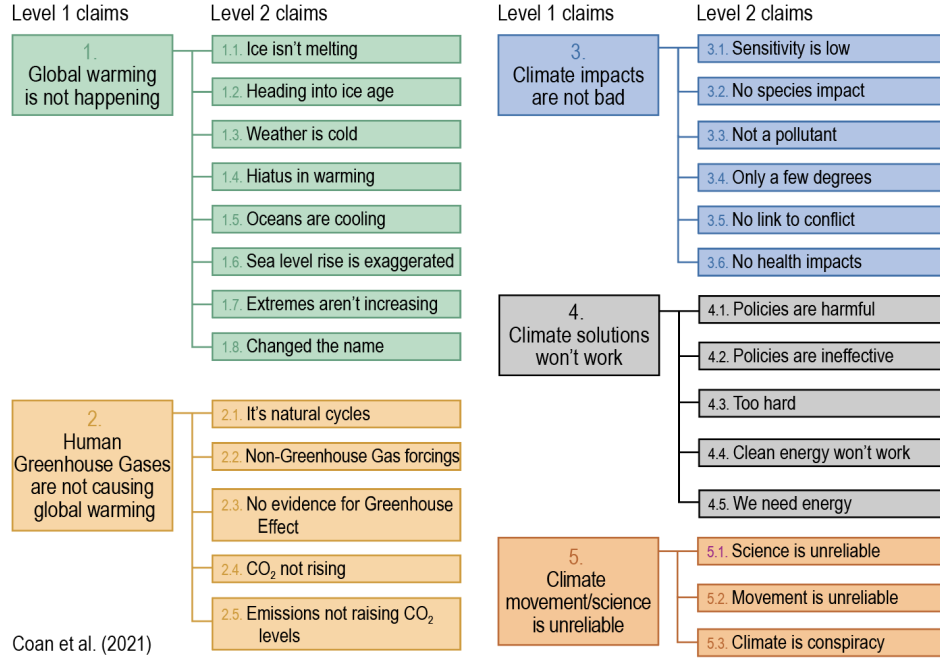 Level 1 claims
Level 2 claims
1.
Global warming
is not happening
1.1. Ice isn’t melting
1.2. Heading into ice age
1.3. Weather is cold
1.4. Hiatus in warming
1.5. Oceans are cooling
1.6. Sea level rise is exaggerated
1.7. Extremes aren’t increasing
1.8. Changed the name
2.
Human
Greenhouse Gases
are not causing
global warming
2.1. It’s natural cycles
2.2. Non-Greenhouse Gas forcings
2.3. No evidence for Greenhouse
Effect
2.4. CO₂ not rising
2.5. Emissions not raising CO₂
levels
Coan et al. (2021)
Level 1 claims
Level 2 claims
3.
Climate impacts
are not bad
3.1. Sensitivity is low
3.2. No species impact
3.3. Not a pollutant
3.4. Only a few degrees
3.5. No link to conflict
3.6. No health impacts
4.
Climate solutions
won’t work
4.1. Policies are harmful
4.2. Policies are ineffective
4.3. Too hard
4.4. Clean energy won’t work
4.5. We need energy
5.
Climate
movement/science
is unreliable
5.1. Science is unreliable
5.2. Movement is unreliable
5.3. Climate is conspiracy